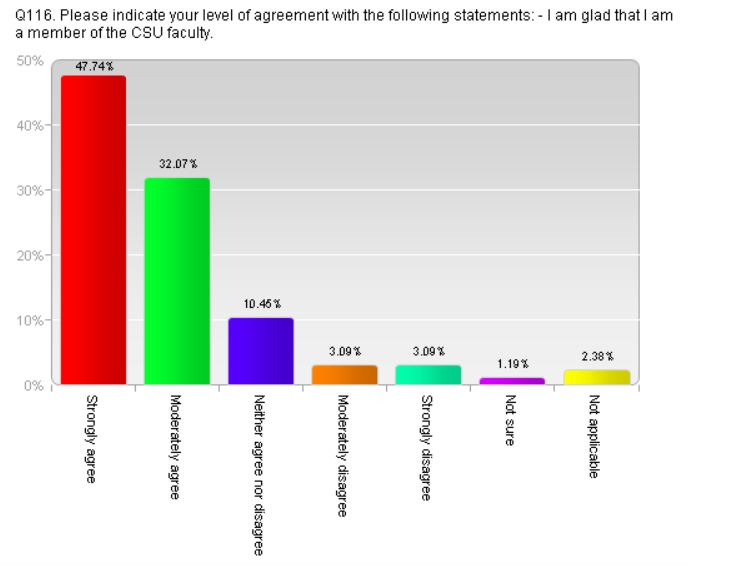 Q116. Please indicate your level of agreement with the following statements: - I am glad that I am
a member of the CSU faculty.
50%
47.74%
40%
32.07%
30%
20%
10.45%
10%
3.09%
3.09%
1.19%
2.38%
0%
Strongly agree
Moderately agree
Neither agree nor disagree
Moderately disagree
Strongly disagree
Not sure
Not applicable